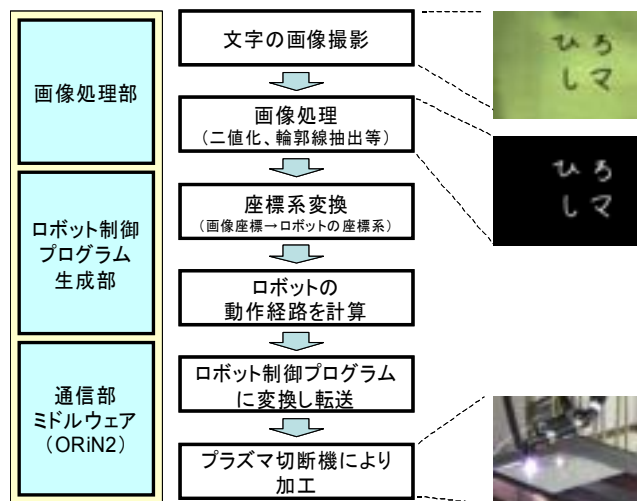 画像処理部
ロボット制御
プログラム
生成部
通信部
ミドルウェア
(ORiN2)
文字の画像撮影
画像処理
(二値化、輪郭線抽出等)
座標系変換
(画像座標→ロボットの座標系)
ロボットの
動作経路を計算
ロボット制御プログラム
に変換し転送
プラズマ切断機により
加工
ひろ
しマ
ひろ
しマ